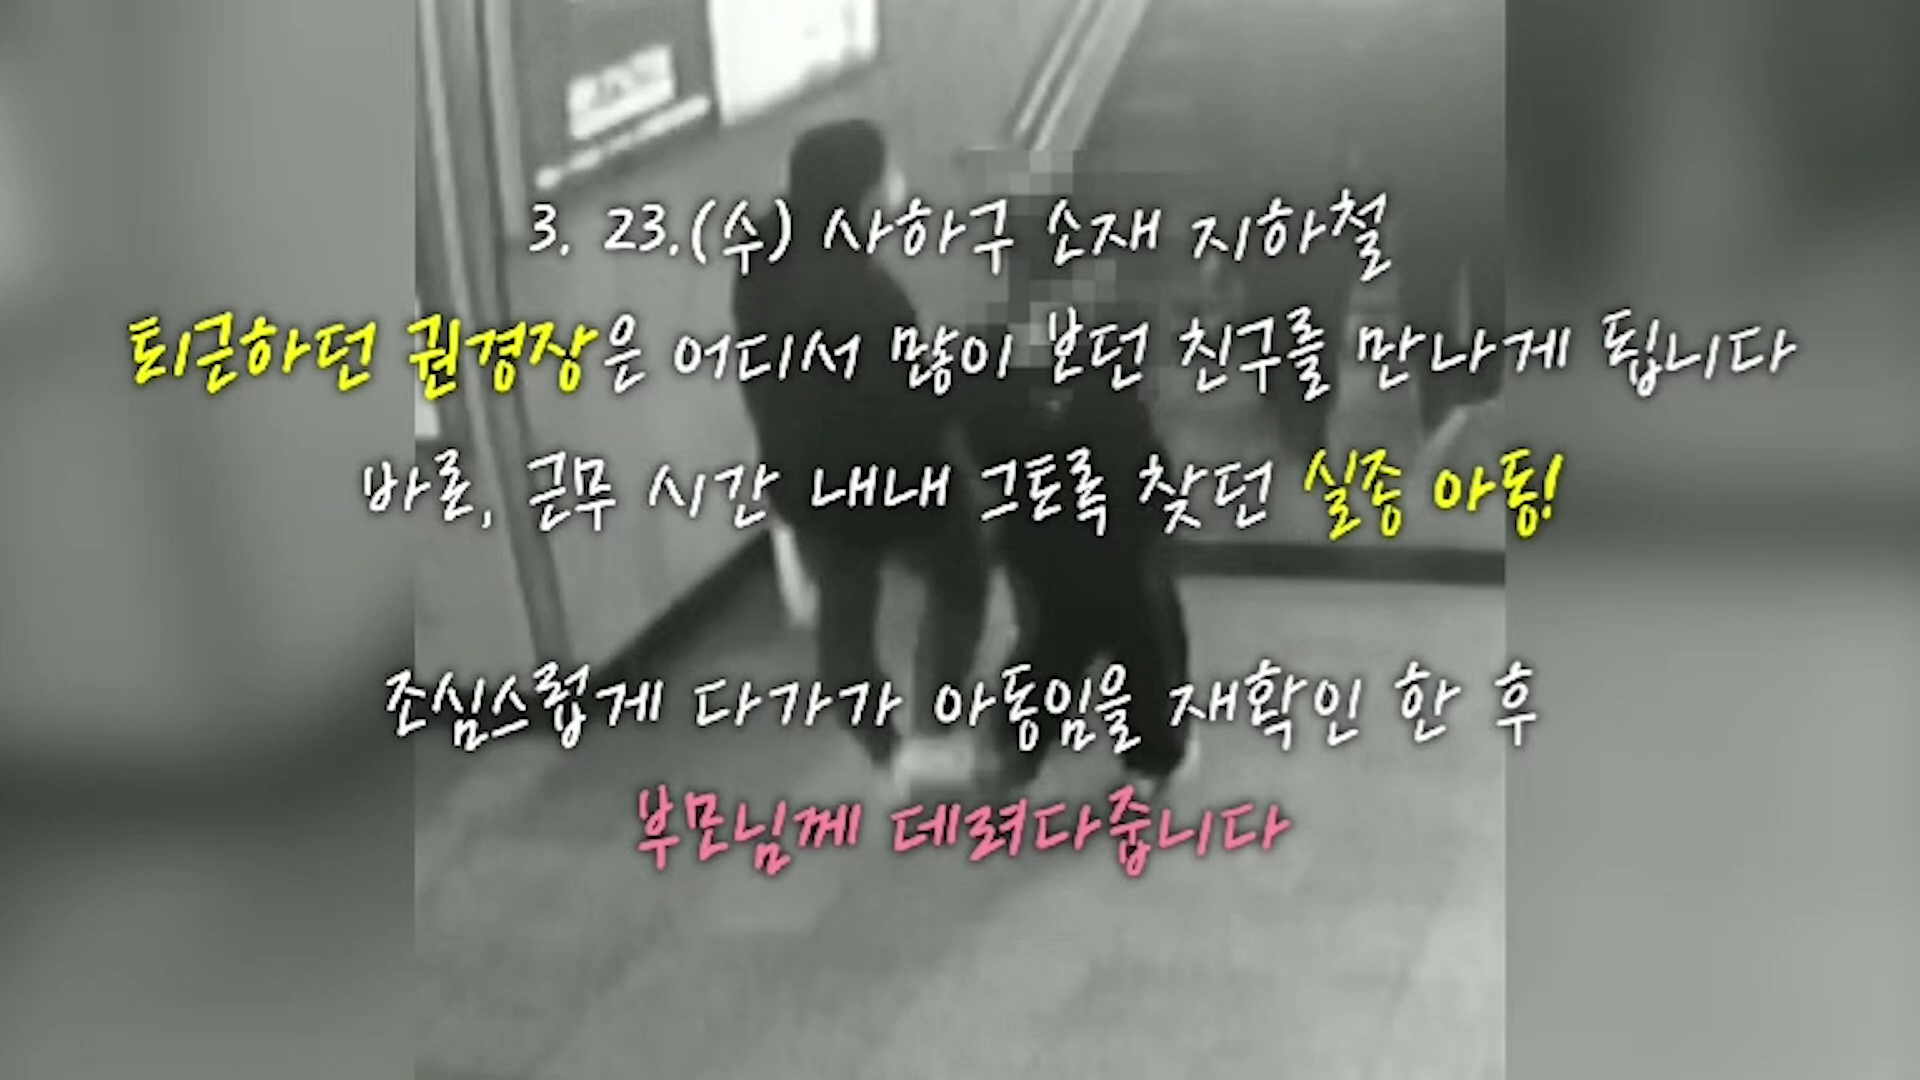 3. 23.(수) 사하구 소재 지하철
퇴근하던 권경장은 어디서 많이 보던 친구를 만나게 됩니다
바로, 근무 시간 내내 그토록 찾던 실종 아동!
조심스럽게 다가가 아동임을 재확인 한 후
부모님께 데려다줍니다